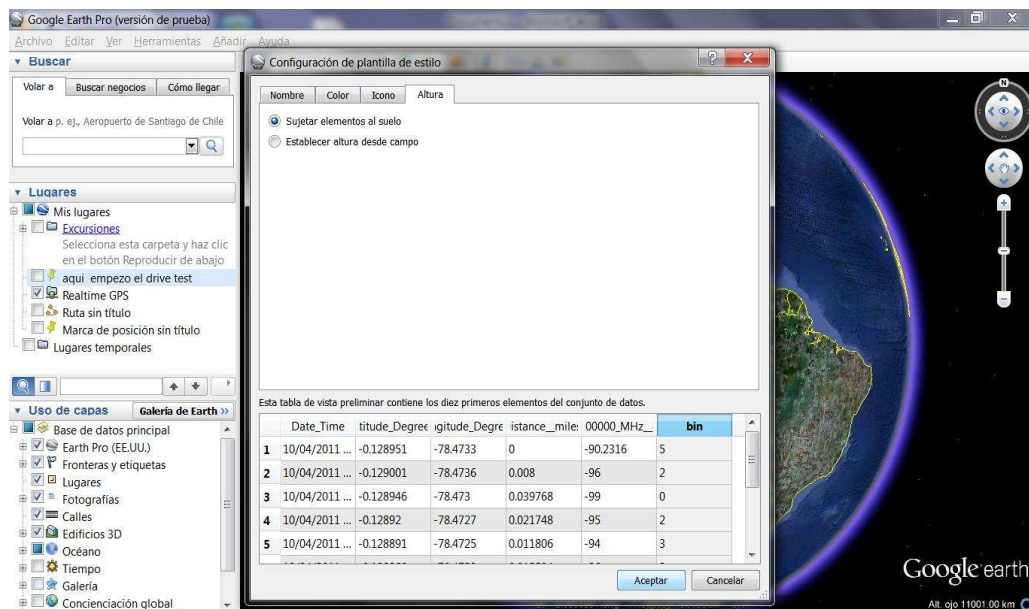 Google Earth Pro (versión de prueba)
Archivo Editar Ver Herramientas Añadir Ayuda
Buscar
Volar a Buscar negocios Cómo llegar
Volar a p. ej., Aeropuerto de Santiago de Chile
Lugares
Mis lugares
Excursiones
Selecciona esta carpeta y haz clic
en el botón Reproducir de abajo
aqui empezo el drive test
Realtime GPS
Ruta sin título
Marca de posición sin título
Lugares temporales
Uso de capas Galería de Earth >>
Base de datos principal
Earth Pro (EE.UU.)
Fronteras y etiquetas
Lugares
Fotografías
Calles
Edificios 3D
Océano
Tiempo
Galería
Concienciación global
Configuración de plantilla de estilo
Nombre Color Icono Altura
Sujetar elementos al suelo
Establecer altura desde campo
Esta tabla de vista preliminar contiene los diez primeros elementos del conjunto de datos.
Date_Time titude_Degree gitude_Degre istance__mile 00000_MHz__ bin
1 10/04/2011 ... -0.128951 -78.4733 0 -90.2316 5
2 10/04/2011 ... -0.129001 -78.4736 0.008 -96 2
3 10/04/2011 ... -0.128946 -78.473 0.039768 -99 0
4 10/04/2011 ... -0.12892 -78.4727 0.021748 -95 2
5 10/04/2011 ... -0.128891 -78.4725 0.011806 -94 3
Aceptar Cancelar
N
Google earth
Alt. ojo 11001.00 km